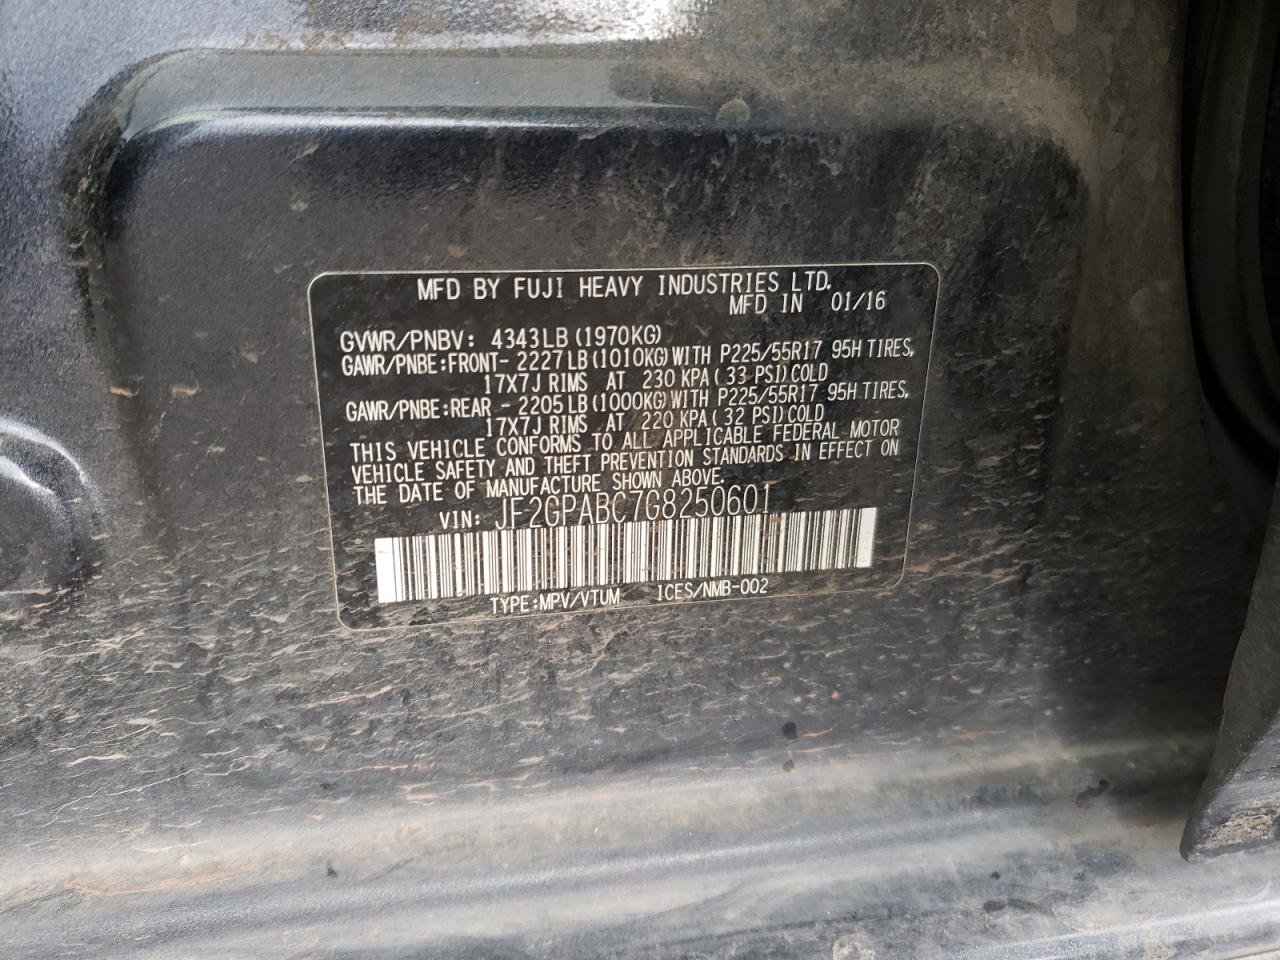 MFD BY FUJI HEAVY INDUSTRIES LTD.
MFD IN 01/16
GVWR/PNBV: 4343LB(1970KG)
GAWR/PNBE:FRONT- 2227LB(1010KG)WITH P225/55R17 95H TIRES,
17X7J RIMS AT 230 KPA(33 PSI)COLD
GAWR/PNBE:REAR - 2205LB(1000KG)WITH P225/55R17 95H TIRES,
17X7J RIMS AT 220 KPA(32 PSI)COLD
THIS VEHICLE CONFORMS TO ALL APPLICABLE FEDERAL MOTOR
VEHICLE SAFETY AND THEFT PREVENTION STANDARDS IN EFFECT ON
THE DATE OF MANUFACTURE SHOWN ABOVE.
VIN: JF2GPABC7G8250601
TYPE:MPV/VTUM ICES/NMB-002